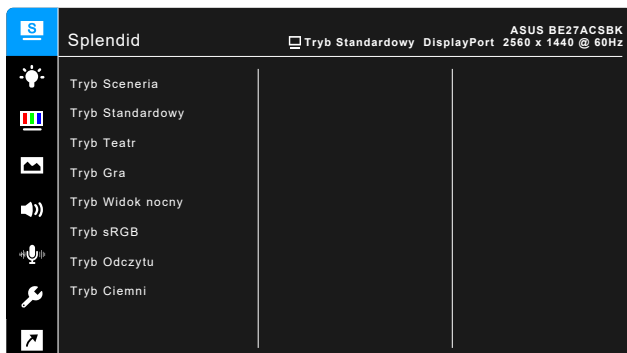 S
Splendid
Tryb Standardowy DisplayPort
ASUS BE27ACSBK
2560 x 1440 @ 60Hz
Tryb Sceneria
Tryb Standardowy
Tryb Teatr
Tryb Gra
Tryb Widok nocny
Tryb sRGB
Tryb Odczytu
Tryb Ciemni